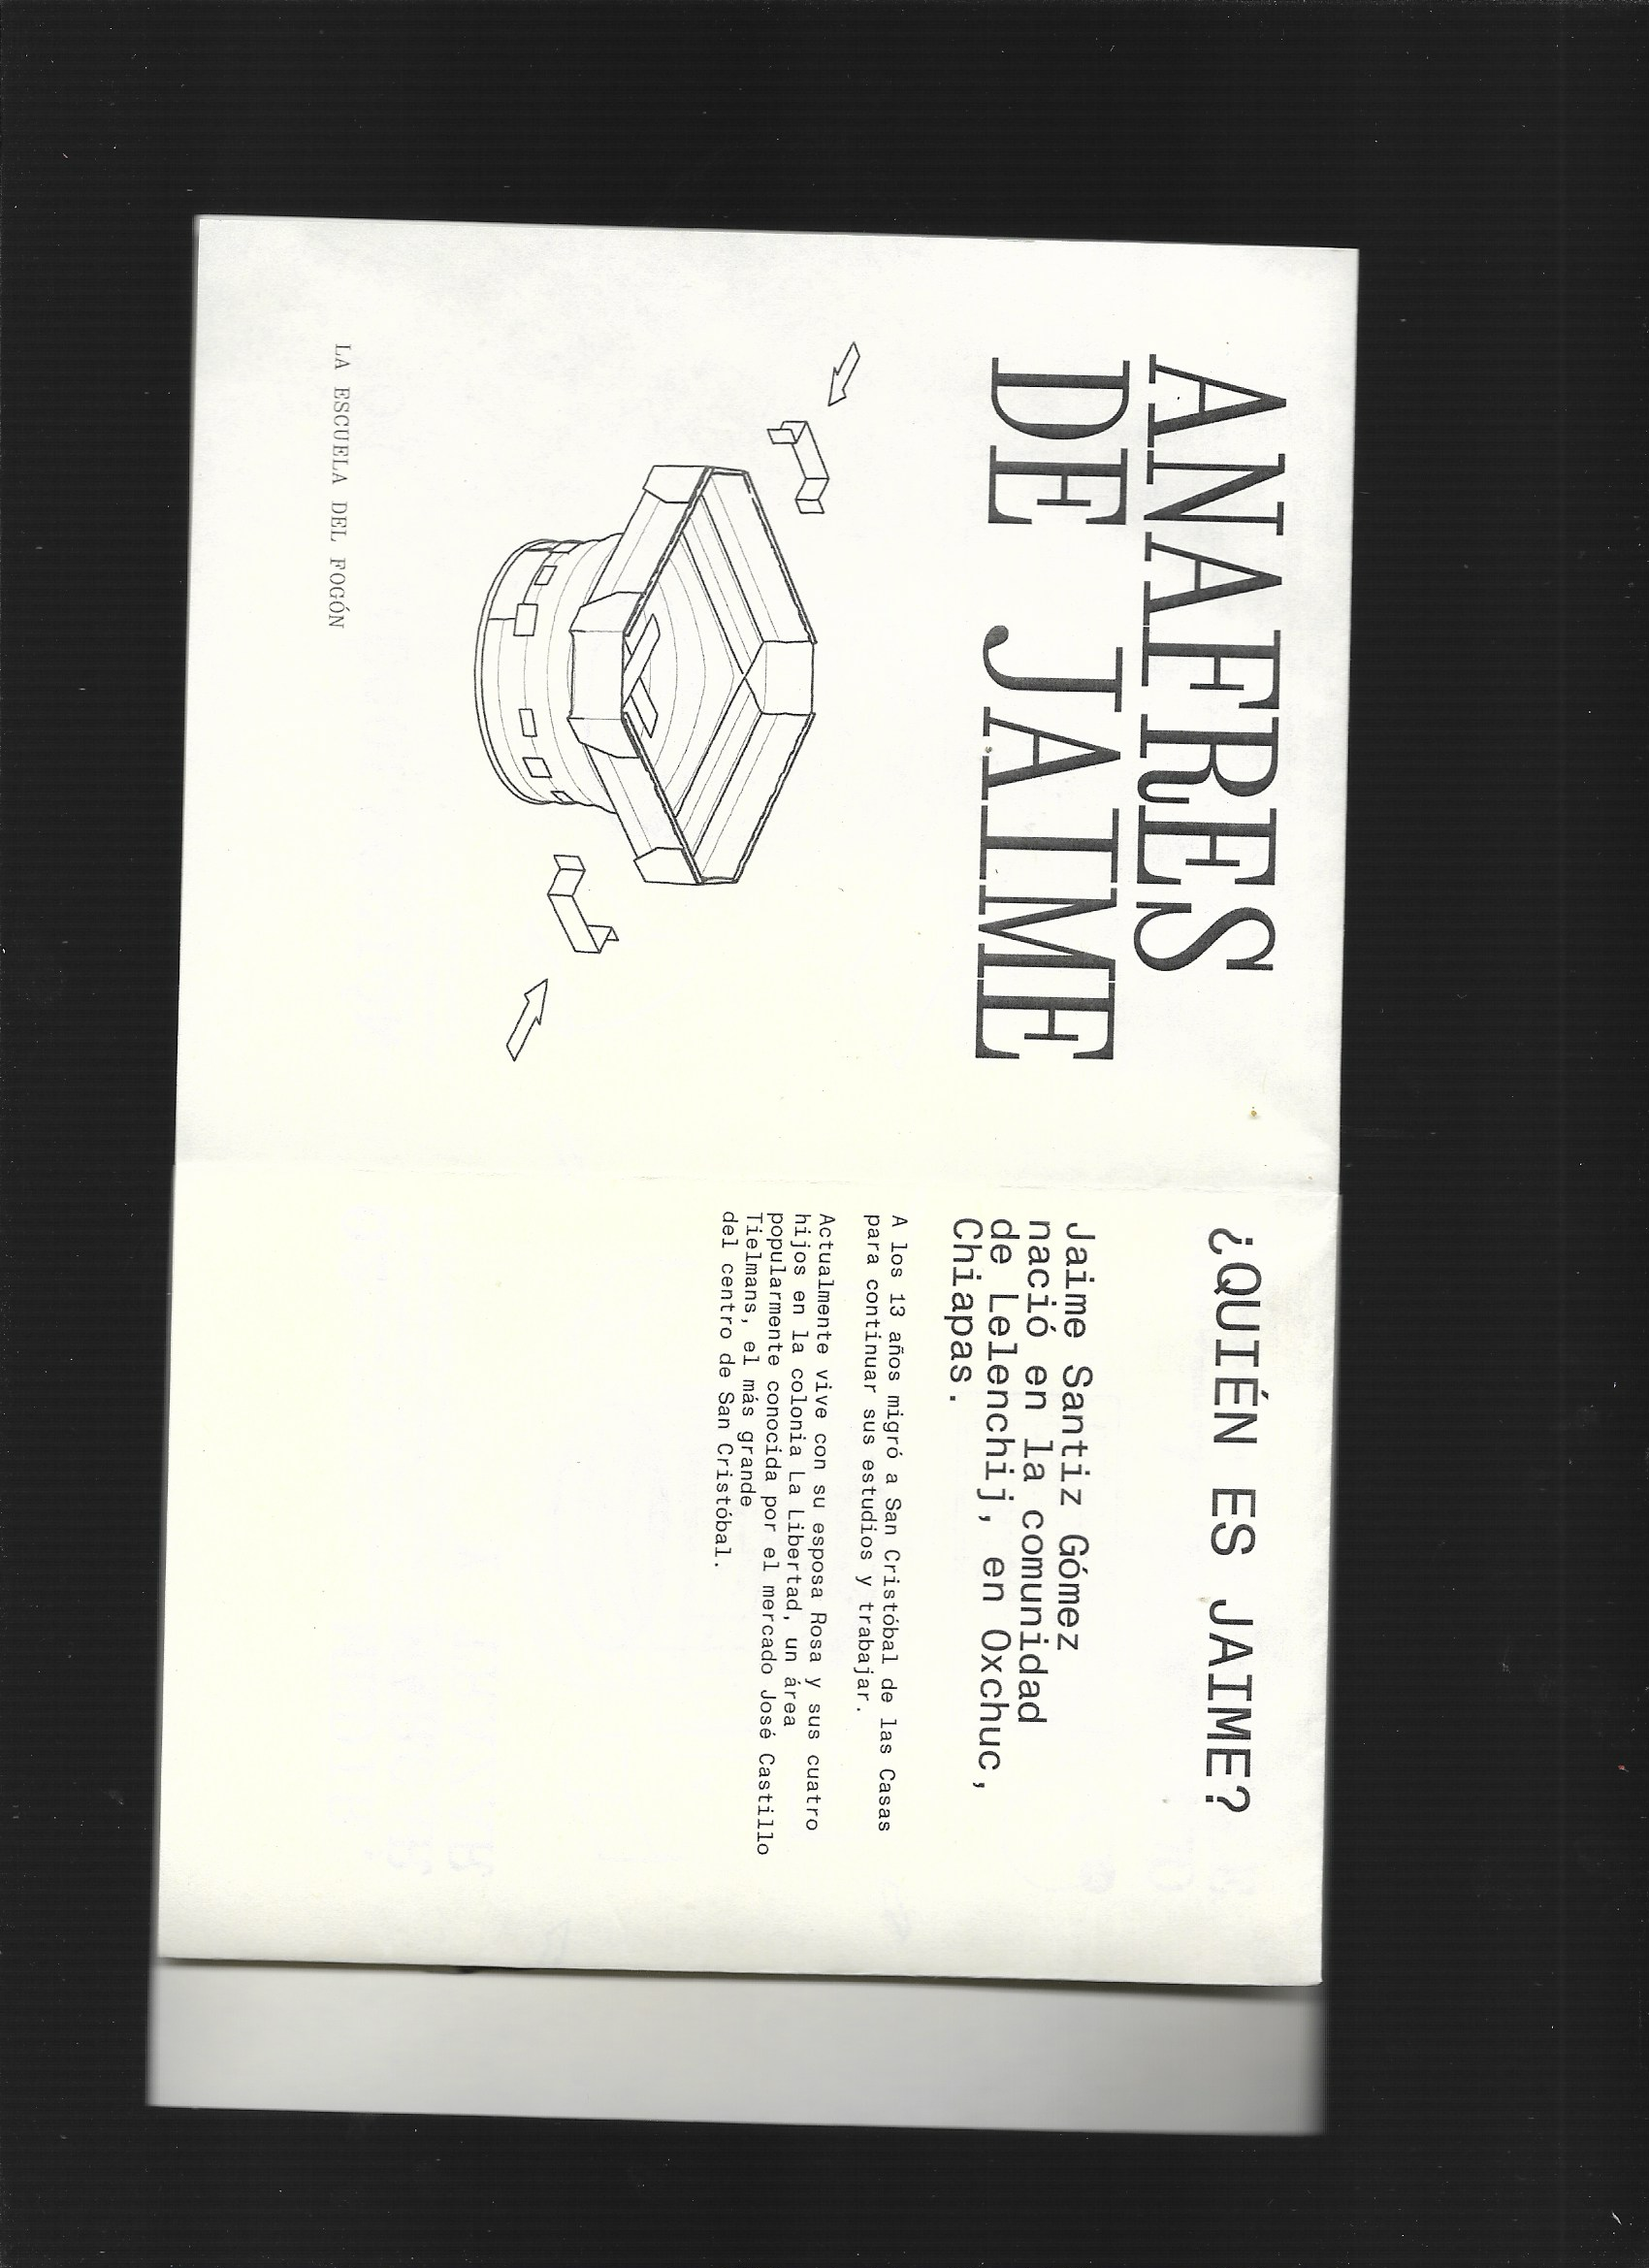 ANAFRES
DE JAIME
LA ESCUELA DEL FOGÓN
¿QUIÉN ES JAIME?
Jaime Santiz Gómez
nació en la comunidad
de Lelenchij, en Oxchuc,
Chiapas.
A los 13 años migró a San Cristóbal de las Casas
para continuar sus estudios y trabajar.
Actualmente vive con su esposa Rosa y sus cuatro
hijos en la colonia La Libertad, un área
popularmente conocida por el mercado José Castillo
Tielmans, el más grande
del centro de San Cristóbal.